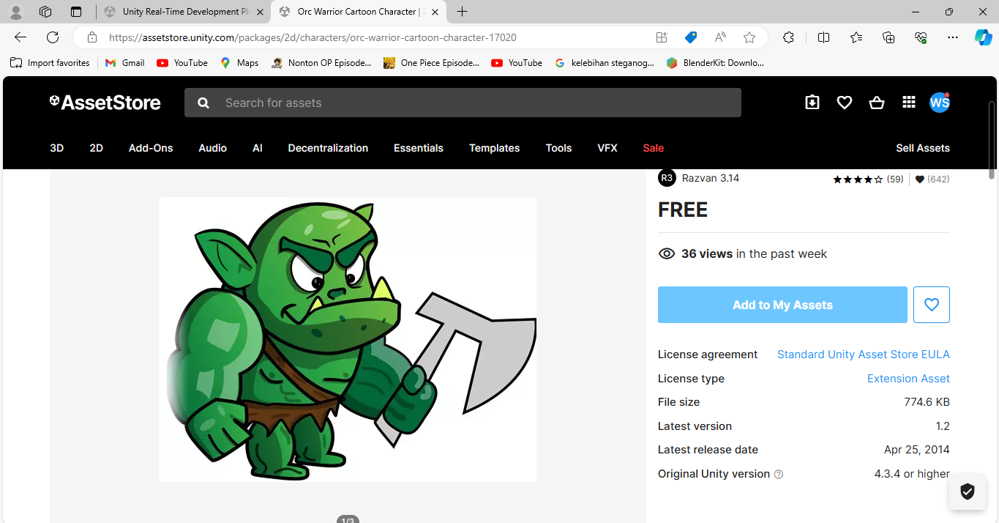 Unity Real-Time Development Pl
Orc Warrior Cartoon Character |
https://assetstore.unity.com/packages/2d/characters/orc-warrior-cartoon-character-17020
Import favorites
Gmail
YouTube
Maps
Nonton OP Episode...
One Piece Episode...
YouTube
kelebihan steganog...
BlenderKit: Downlo...
AssetStore
Search for assets
WS
3D 2D Add-Ons Audio AI Decentralization Essentials Templates Tools VFX Sale Sell Assets
R3 Razvan 3.14 (59) (642)
FREE
36 views in the past week
Add to My Assets
License agreement Standard Unity Asset Store EULA
License type Extension Asset
File size 774.6 KB
Latest version 1.2
Latest release date Apr 25, 2014
Original Unity version 4.3.4 or higher
1/3